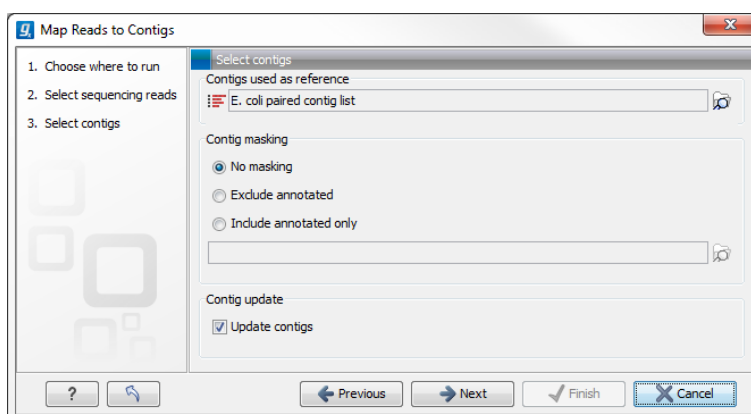 Map Reads to Contigs
1. Choose where to run
2. Select sequencing reads
3. Select contigs
Select contigs
Contigs used as reference
E. coli paired contig list
Contig masking
No masking
Exclude annotated
Include annotated only
Contig update
Update contigs
?
Previous
Next
Finish
Cancel